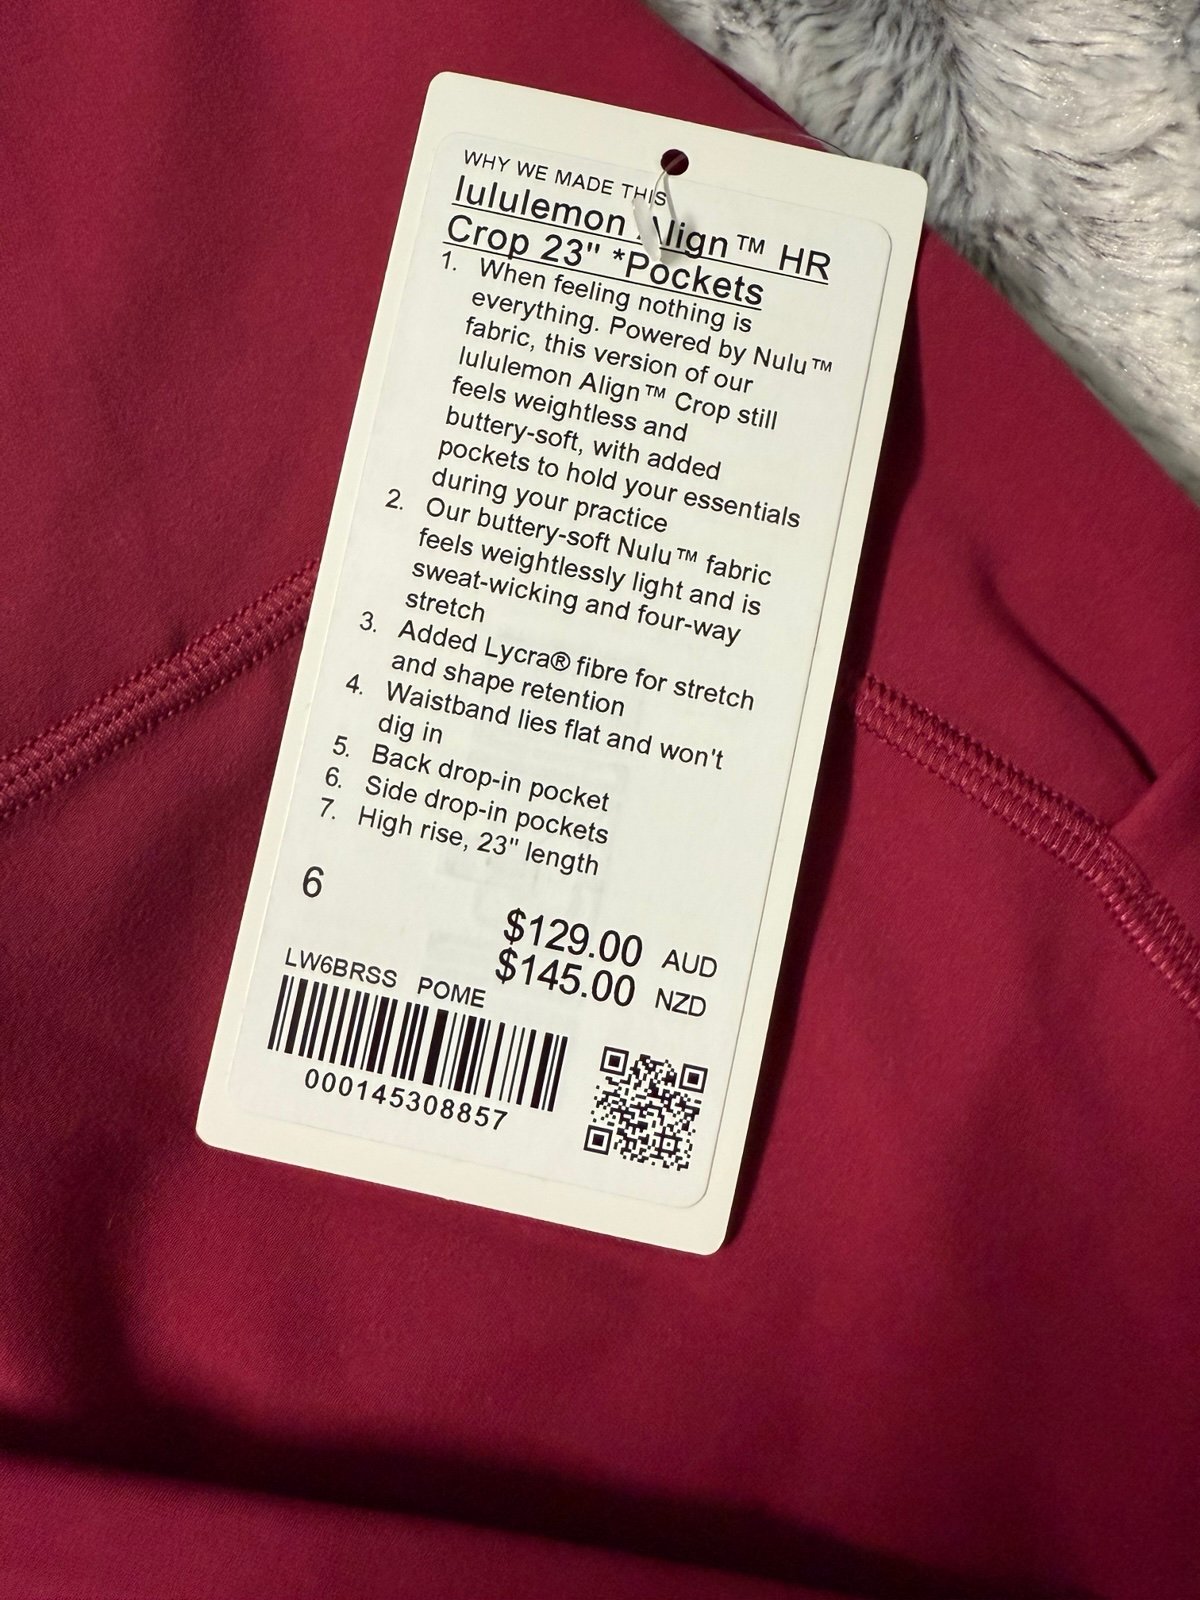 WHY WE MADE THIS
lululemon Align™ HR
Crop 23" *Pockets
1. When feeling nothing is
everything. Powered by Nulu™
fabric, this version of our
lululemon Align™ Crop still
feels weightless and
buttery-soft, with added
pockets to hold your essentials
during your practice
2. Our buttery-soft Nulu™ fabric
feels weightlessly light and is
sweat-wicking and four-way
stretch
3. Added Lycra® fibre for stretch
and shape retention
4. Waistband lies flat and won't
dig in
5. Back drop-in pocket
6. Side drop-in pockets
7. High rise, 23" length
6
$129.00 AUD
$145.00 NZD
LW6BRSS POME
000145308857